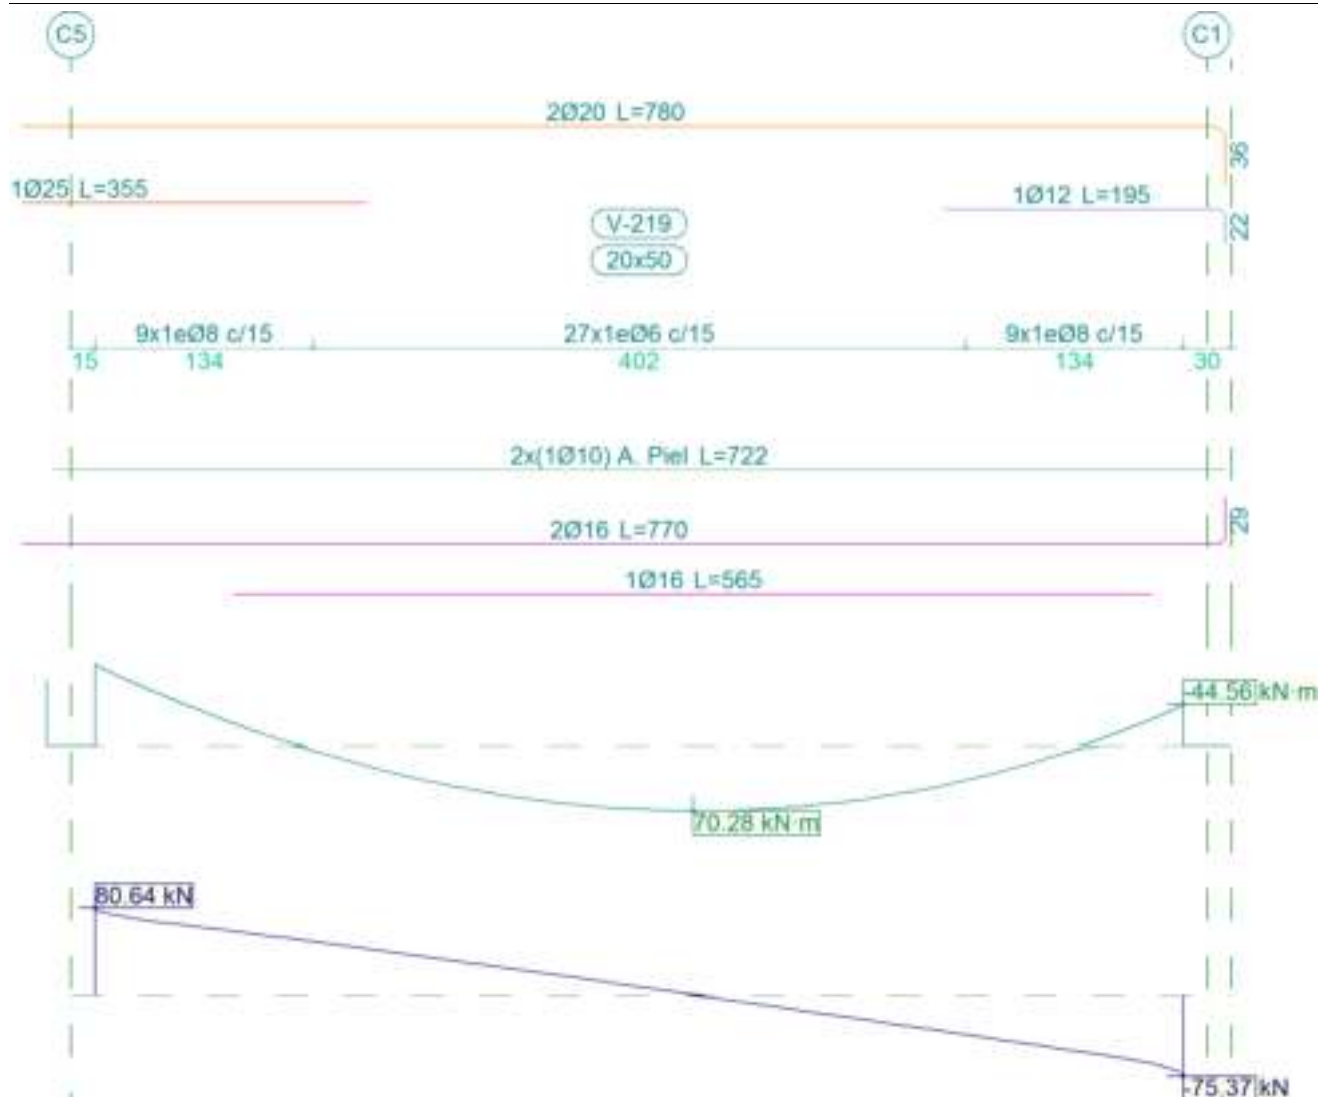 C5 C1
2Ø20 L=780
36
1Ø25 L=355
1Ø12 L=195
22
V-219
20x50
9x1eØ8 c/15 27x1eØ6 c/15 9x1eØ8 c/15
15 134 402 134 30
2x(1Ø10) A. Piel L=722
29
2Ø16 L=770
1Ø16 L=565
-44.56 kN·m
70.28 kN·m
80.64 kN
-75.37 kN